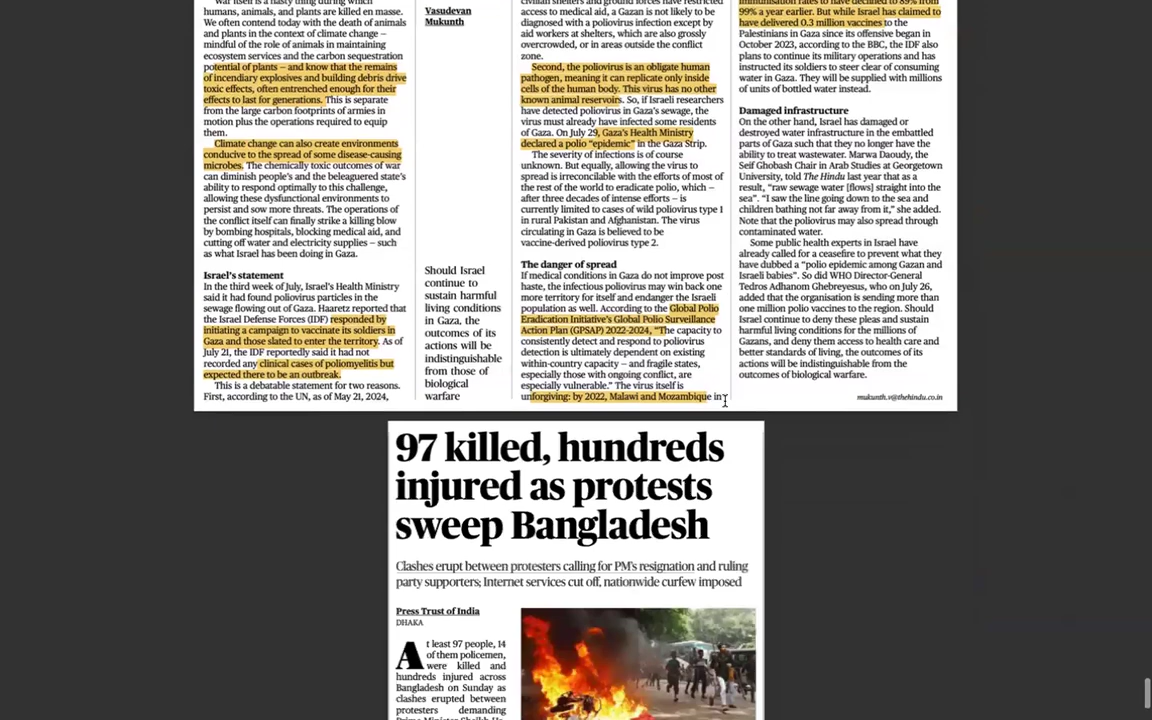 War itself is a nasty thing during which
humans, animals, and plants are killed en masse.
We often contend today with the death of animals
and plants in the context of climate change –
mindful of the role of animals in maintaining
ecosystem services and the carbon sequestration
potential of plants – and know that the remains
of incendiary explosives and building debris drive
toxic effects, often entrenched enough for their
effects to last for generations. This is separate
from the large carbon footprints of armies in
motion plus the operations required to equip
them.
Climate change can also create environments
conducive to the spread of some disease-causing
microbes. The chemically toxic outcomes of war
can diminish people's and the beleaguered state's
ability to respond optimally to this challenge,
allowing these dysfunctional environments to
persist and sow more threats. The operations of
the conflict itself can finally strike a killing blow
by bombing hospitals, blocking medical aid, and
cutting off water and electricity supplies – such
as what Israel has been doing in Gaza.
Israel's statement
In the third week of July, Israel's Health Ministry
said it had found poliovirus particles in the
sewage flowing out of Gaza. Haaretz reported that
the Israel Defense Forces (IDF) responded by
initiating a campaign to vaccinate its soldiers in
Gaza and those slated to enter the territory. As of
July 21, the IDF reportedly said it had not
recorded any clinical cases of poliomyelitis but
expected there to be an outbreak.
This is a debatable statement for two reasons.
First, according to the UN, as of May 21, 2024,
Vasudevan
Mukunth
Should Israel
continue to
sustain harmful
living conditions
in Gaza, the
outcomes of its
actions will be
indistinguishable
from those of
biological
warfare
civilian shelters and ground forces have restricted
access to medical aid, a Gazan is not likely to be
diagnosed with a poliovirus infection except by
aid workers at shelters, which are also grossly
overcrowded, or in areas outside the conflict
zone.
Second, the poliovirus is an obligate human
pathogen, meaning it can replicate only inside
cells of the human body. This virus has no other
known animal reservoirs. So, if Israeli researchers
have detected poliovirus in Gaza's sewage, the
virus must already have infected some residents
of Gaza. On July 29, Gaza's Health Ministry
declared a polio “epidemic” in the Gaza Strip.
The severity of infections is of course
unknown. But equally, allowing the virus to
spread is irreconcilable with the efforts of most of
the rest of the world to eradicate polio, which –
after three decades of intense efforts – is
currently limited to cases of wild poliovirus type 1
in rural Pakistan and Afghanistan. The virus
circulating in Gaza is believed to be
vaccine-derived poliovirus type 2.
The danger of spread
If medical conditions in Gaza do not improve post
haste, the infectious poliovirus may win back one
more territory for itself and endanger the Israeli
population as well. According to the Global Polio
Eradication Initiative's Global Polio Surveillance
Action Plan (GPSAP) 2022-2024, “The capacity to
consistently detect and respond to poliovirus
detection is ultimately dependent on existing
within-country capacity – and fragile states,
especially those with ongoing conflict, are
especially vulnerable.” The virus itself is
unforgiving: by 2022, Malawi and Mozambique in
immunisation rates to have declined to 89% from
99% a year earlier. But while Israel has claimed to
have delivered 0.3 million vaccines to the
Palestinians in Gaza since its offensive began in
October 2023, according to the BBC, the IDF also
plans to continue its military operations and has
instructed its soldiers to steer clear of consuming
water in Gaza. They will be supplied with millions
of units of bottled water instead.
Damaged infrastructure
On the other hand, Israel has damaged or
destroyed water infrastructure in the embattled
parts of Gaza such that they no longer have the
ability to treat wastewater. Marwa Daoudy, the
Seif Ghobash Chair in Arab Studies at Georgetown
University, told The Hindu last year that as a
result, “raw sewage water [flows] straight into the
sea”. “I saw the line going down to the sea and
children bathing not far away from it,” she added.
Note that the poliovirus may also spread through
contaminated water.
Some public health experts in Israel have
already called for a ceasefire to prevent what they
have dubbed a “polio epidemic among Gazan and
Israeli babies”. So did WHO Director-General
Tedros Adhanom Ghebreyesus, who on July 26,
added that the organisation is sending more than
one million polio vaccines to the region. Should
Israel continue to deny these pleas and sustain
harmful living conditions for the millions of
Gazans, and deny them access to health care and
better standards of living, the outcomes of its
actions will be indistinguishable from the
outcomes of biological warfare.
mukunth.v@thehindu.co.in
97 killed, hundreds
injured as protests
sweep Bangladesh
Clashes erupt between protesters calling for PM's resignation and ruling
party supporters; Internet services cut off, nationwide curfew imposed
Press Trust of India
DHAKA
At least 97 people, 14
of them policemen,
were killed and
hundreds injured across
Bangladesh on Sunday as
clashes erupted between
protesters demanding
Prime Minister Sheikh Ha-